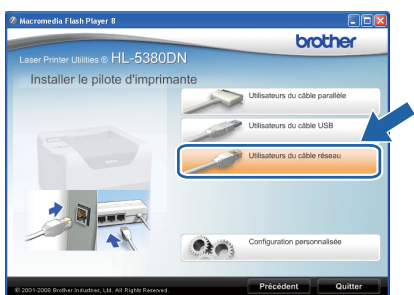 Macromedia Flash Player 8
brother
Laser Printer Utilities ® HL-5380DN
Installer le pilote d'imprimante
Utilisateurs du câble parallèle
Utilisateurs du câble USB
Utilisateurs du câble réseau
Configuration personnalisée
© 2001-2009 Brother Industries, Ltd. All Rights Reserved.
Précédent
Quitter